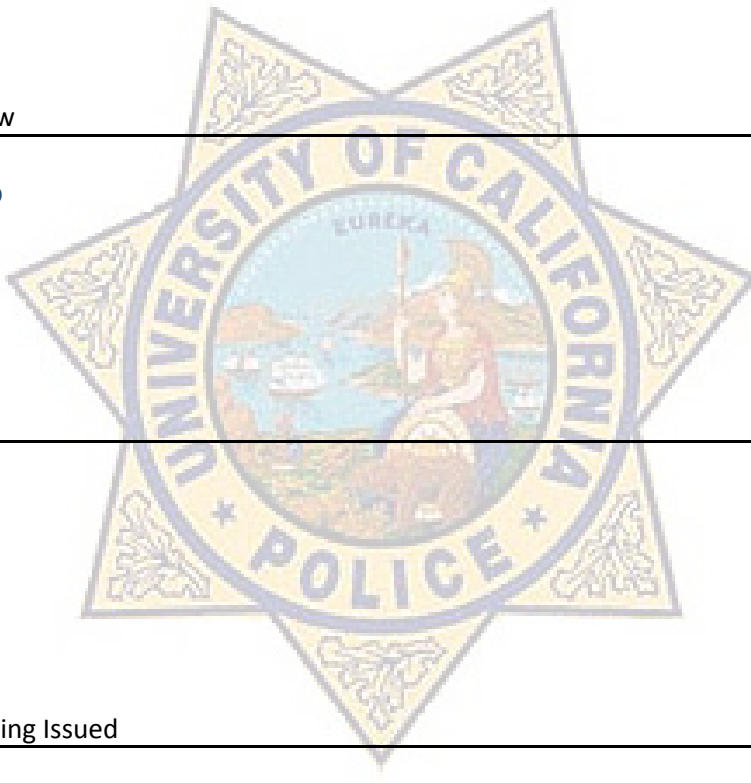 w
UNIVERSITY OF CALIFORNIA
EUREKA
★ POLICE ★
ing Issued